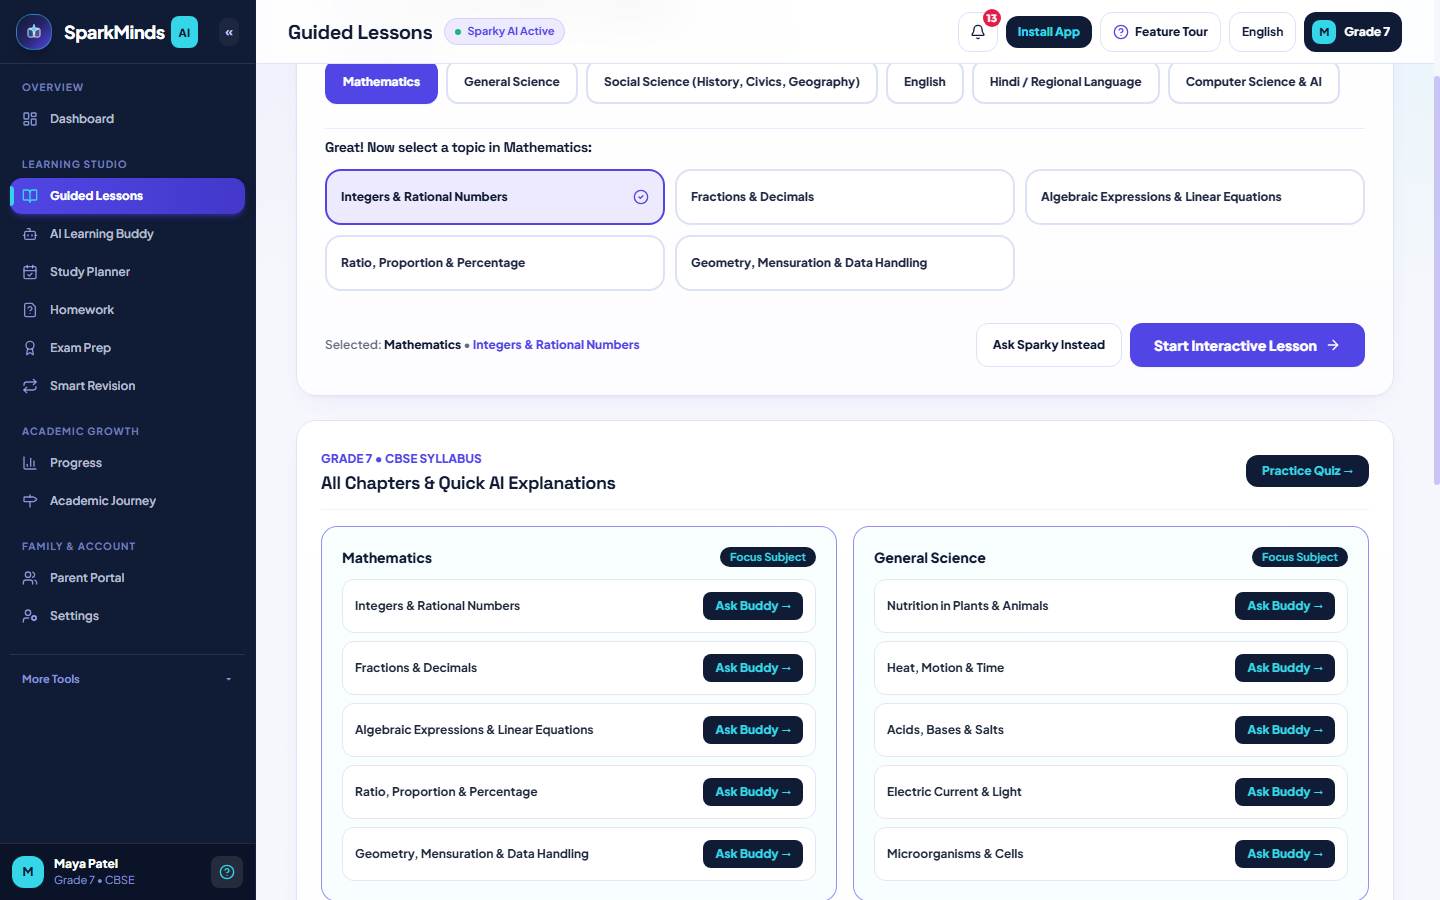 SparkMinds AI «
OVERVIEW
Dashboard
LEARNING STUDIO
Guided Lessons
AI Learning Buddy
Study Planner
Homework
Exam Prep
Smart Revision
ACADEMIC GROWTH
Progress
Academic Journey
FAMILY & ACCOUNT
Parent Portal
Settings
More Tools
M
Maya Patel
Grade 7 • CBSE
Guided Lessons
Sparky AI Active
13
Install App
Feature Tour
English
M Grade 7
Mathematics
General Science
Social Science (History, Civics, Geography)
English
Hindi / Regional Language
Computer Science & AI
Great! Now select a topic in Mathematics:
Integers & Rational Numbers
Fractions & Decimals
Algebraic Expressions & Linear Equations
Ratio, Proportion & Percentage
Geometry, Mensuration & Data Handling
Selected: Mathematics • Integers & Rational Numbers
Ask Sparky Instead
Start Interactive Lesson →
GRADE 7 • CBSE SYLLABUS
All Chapters & Quick AI Explanations
Practice Quiz →
Mathematics
Focus Subject
Integers & Rational Numbers
Ask Buddy →
Fractions & Decimals
Ask Buddy →
Algebraic Expressions & Linear Equations
Ask Buddy →
Ratio, Proportion & Percentage
Ask Buddy →
Geometry, Mensuration & Data Handling
Ask Buddy →
General Science
Focus Subject
Nutrition in Plants & Animals
Ask Buddy →
Heat, Motion & Time
Ask Buddy →
Acids, Bases & Salts
Ask Buddy →
Electric Current & Light
Ask Buddy →
Microorganisms & Cells
Ask Buddy →